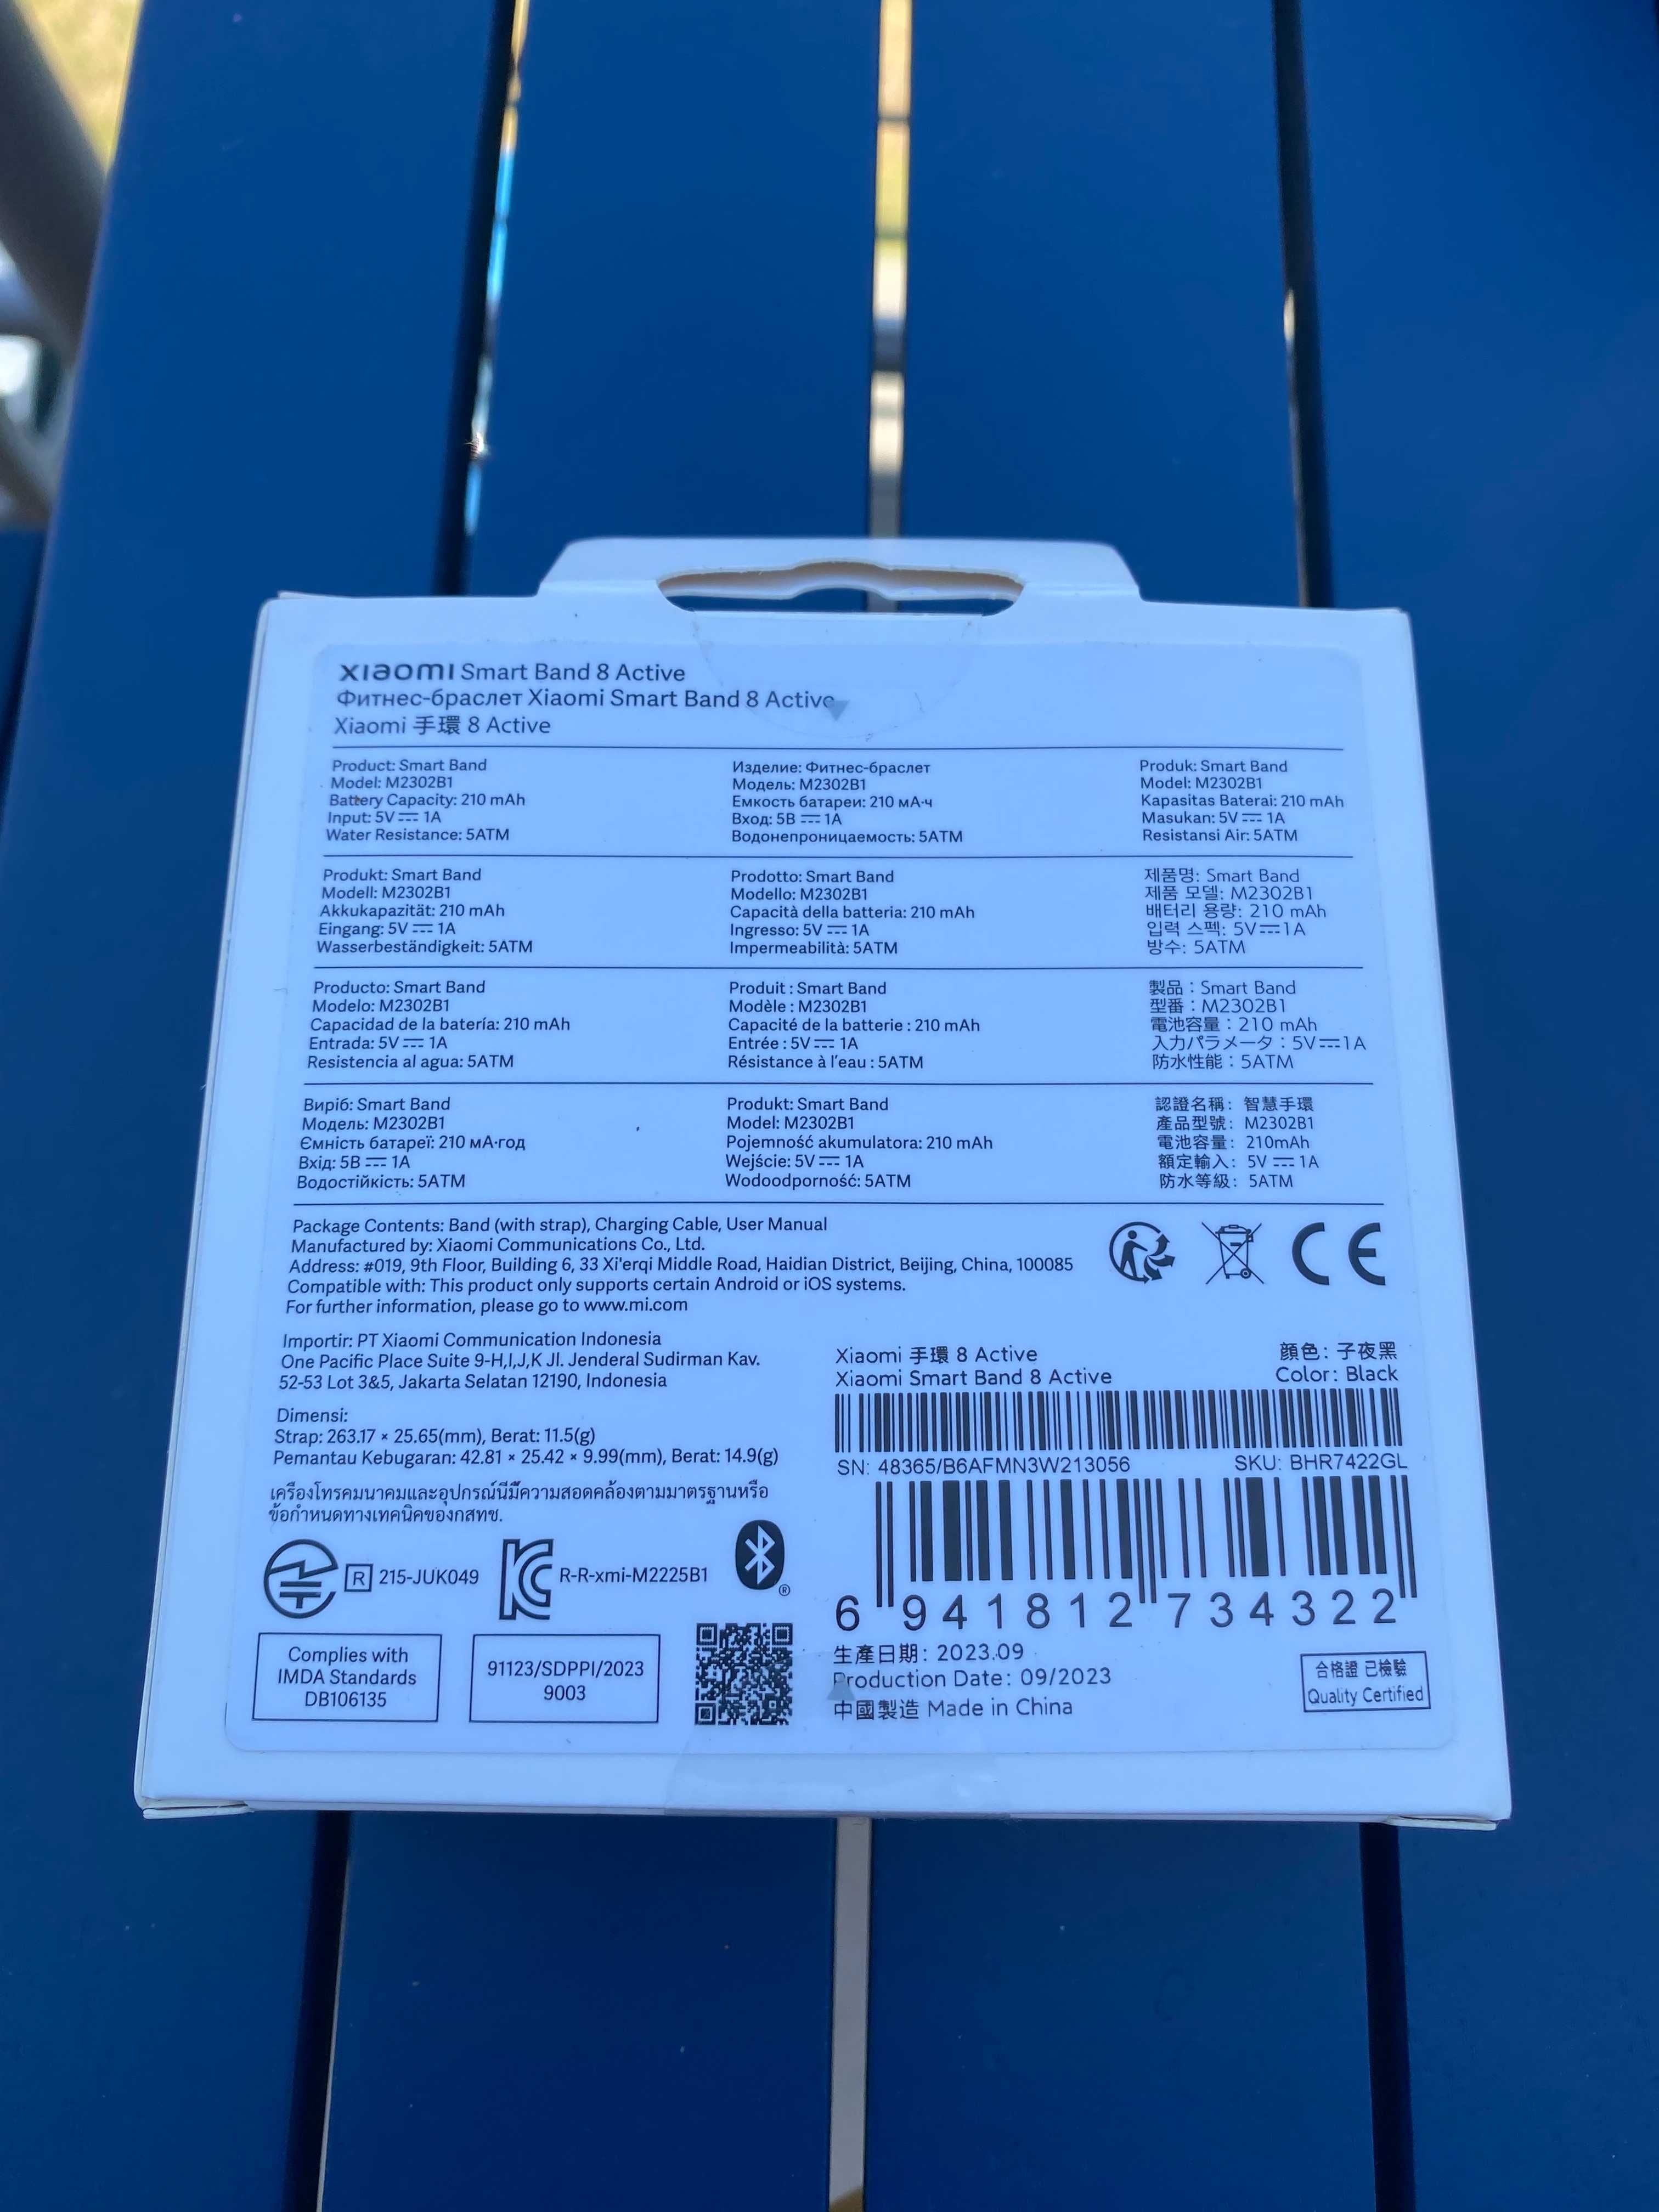 xiaomi Smart Band 8 Active
Фитнес-браслет Xiaomi Smart Band 8 Active
Xiaomi 手環 8 Active
Product: Smart Band
Model: M2302B1
Battery Capacity: 210 mAh
Input: 5V ⎓ 1A
Water Resistance: 5ATM
Изделие: Фитнес-браслет
Модель: M2302B1
Емкость батареи: 210 мА·ч
Вход: 5В ⎓ 1А
Водонепроницаемость: 5ATM
Produk: Smart Band
Model: M2302B1
Kapasitas Baterai: 210 mAh
Masukan: 5V ⎓ 1A
Resistansi Air: 5ATM
Produkt: Smart Band
Modell: M2302B1
Akkukapazität: 210 mAh
Eingang: 5V ⎓ 1A
Wasserbeständigkeit: 5ATM
Prodotto: Smart Band
Modello: M2302B1
Capacità della batteria: 210 mAh
Ingresso: 5V ⎓ 1A
Impermeabilità: 5ATM
제품명: Smart Band
제품 모델: M2302B1
배터리 용량: 210 mAh
입력 스펙: 5V⎓1A
방수: 5ATM
Producto: Smart Band
Modelo: M2302B1
Capacidad de la batería: 210 mAh
Entrada: 5V ⎓ 1A
Resistencia al agua: 5ATM
Produit : Smart Band
Modèle : M2302B1
Capacité de la batterie : 210 mAh
Entrée : 5V ⎓ 1A
Résistance à l'eau : 5ATM
製品：Smart Band
型番：M2302B1
電池容量：210 mAh
入力パラメータ：5V⎓1A
防水性能：5ATM
Виріб: Smart Band
Модель: M2302B1
Ємність батареї: 210 мА·год
Вхід: 5В ⎓ 1А
Водостійкість: 5ATM
Produkt: Smart Band
Model: M2302B1
Pojemność akumulatora: 210 mAh
Wejście: 5V ⎓ 1A
Wodoodporność: 5ATM
認證名稱: 智慧手環
產品型號: M2302B1
電池容量: 210mAh
額定輸入: 5V ⎓ 1A
防水等級: 5ATM
Package Contents: Band (with strap), Charging Cable, User Manual
Manufactured by: Xiaomi Communications Co., Ltd.
Address: #019, 9th Floor, Building 6, 33 Xi'erqi Middle Road, Haidian District, Beijing, China, 100085
Compatible with: This product only supports certain Android or iOS systems.
For further information, please go to www.mi.com
CE
Importir: PT Xiaomi Communication Indonesia
One Pacific Place Suite 9-H,I,J,K Jl. Jenderal Sudirman Kav.
52-53 Lot 3&5, Jakarta Selatan 12190, Indonesia
Dimensi:
Strap: 263.17 × 25.65(mm), Berat: 11.5(g)
Pemantau Kebugaran: 42.81 × 25.42 × 9.99(mm), Berat: 14.9(g)
เครื่องโทรคมนาคมและอุปกรณ์นี้มีความสอดคล้องตามมาตรฐานหรือ
ข้อกำหนดทางเทคนิคของกสทช.
R 215-JUK049
R-R-xmi-M2225B1
®
Complies with
IMDA Standards
DB106135
91123/SDPPI/2023
9003
Xiaomi 手環 8 Active
顏色: 子夜黑
Xiaomi Smart Band 8 Active
Color: Black
SN: 48365/B6AFMN3W213056
SKU: BHR7422GL
6 941812 734322
生產日期: 2023.09
Production Date: 09/2023
中國製造 Made in China
合格證 已檢驗
Quality Certified